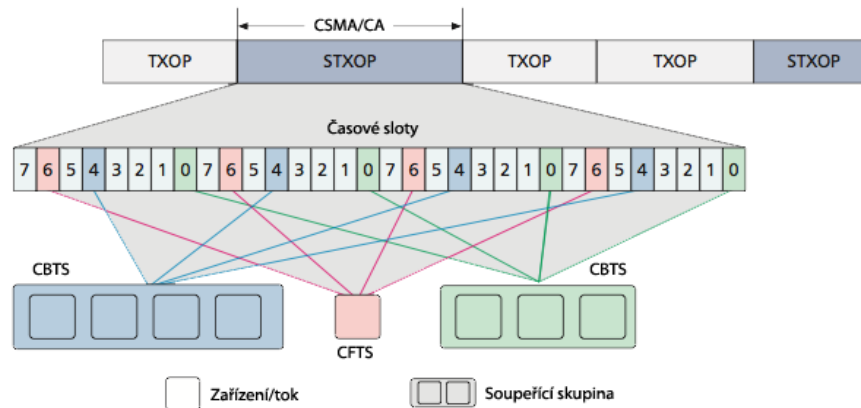 CSMA/CA
TXOP STXOP TXOP TXOP STXOP
Časové sloty
7 6 5 4 3 2 1 0 7 6 5 4 3 2 1 0 7 6 5 4 3 2 1 0 7 6 5 4 3 2 1 0
CBTS CBTS
CFTS
Zařízení/tok Soupeřící skupina